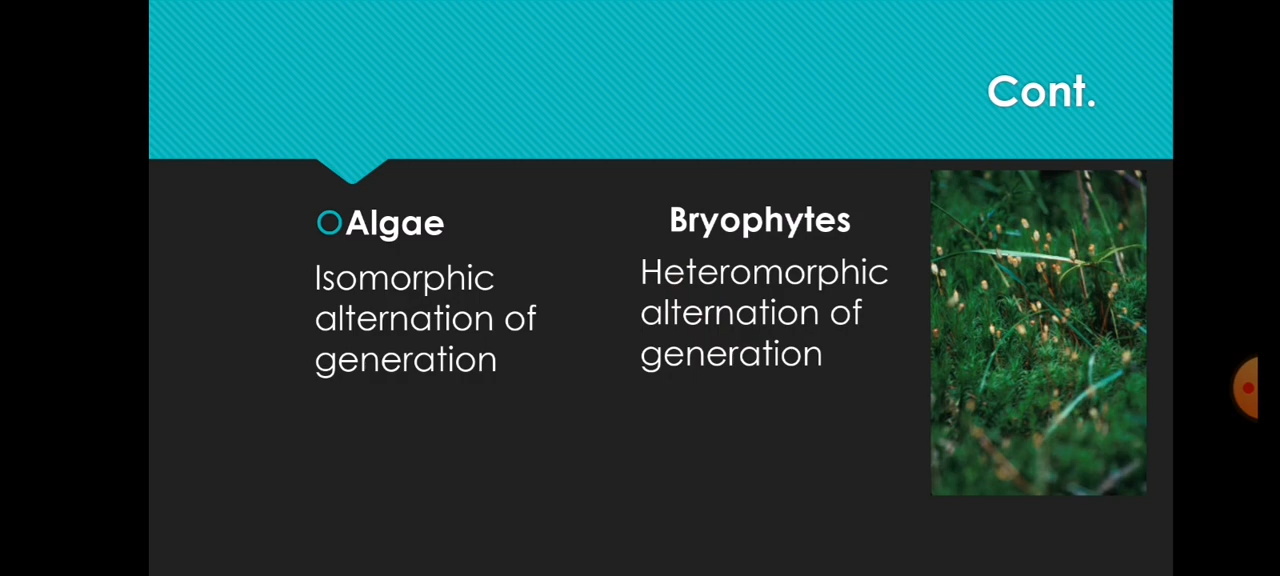 Cont.
Algae
Isomorphic
alternation of
generation
Bryophytes
Heteromorphic
alternation of
generation